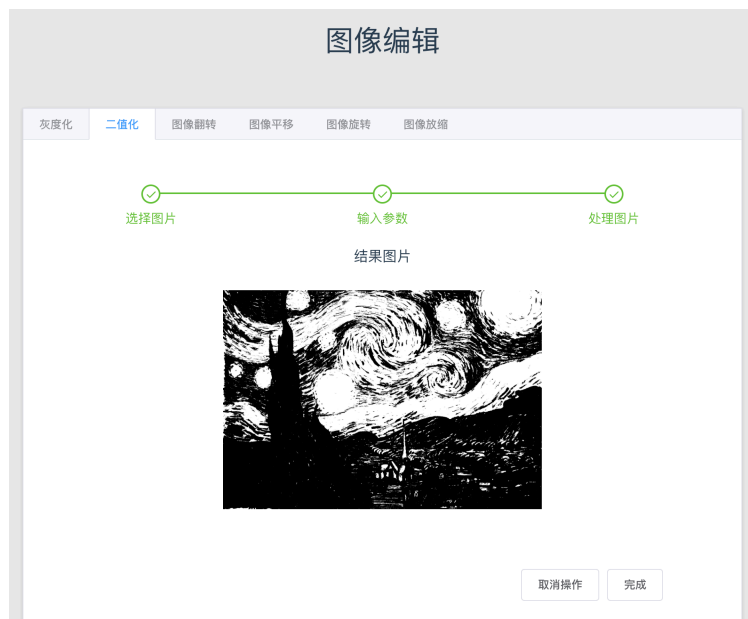 图像编辑
灰度化 二值化 图像翻转 图像平移 图像旋转 图像放缩
选择图片 输入参数 处理图片
结果图片
取消操作 完成